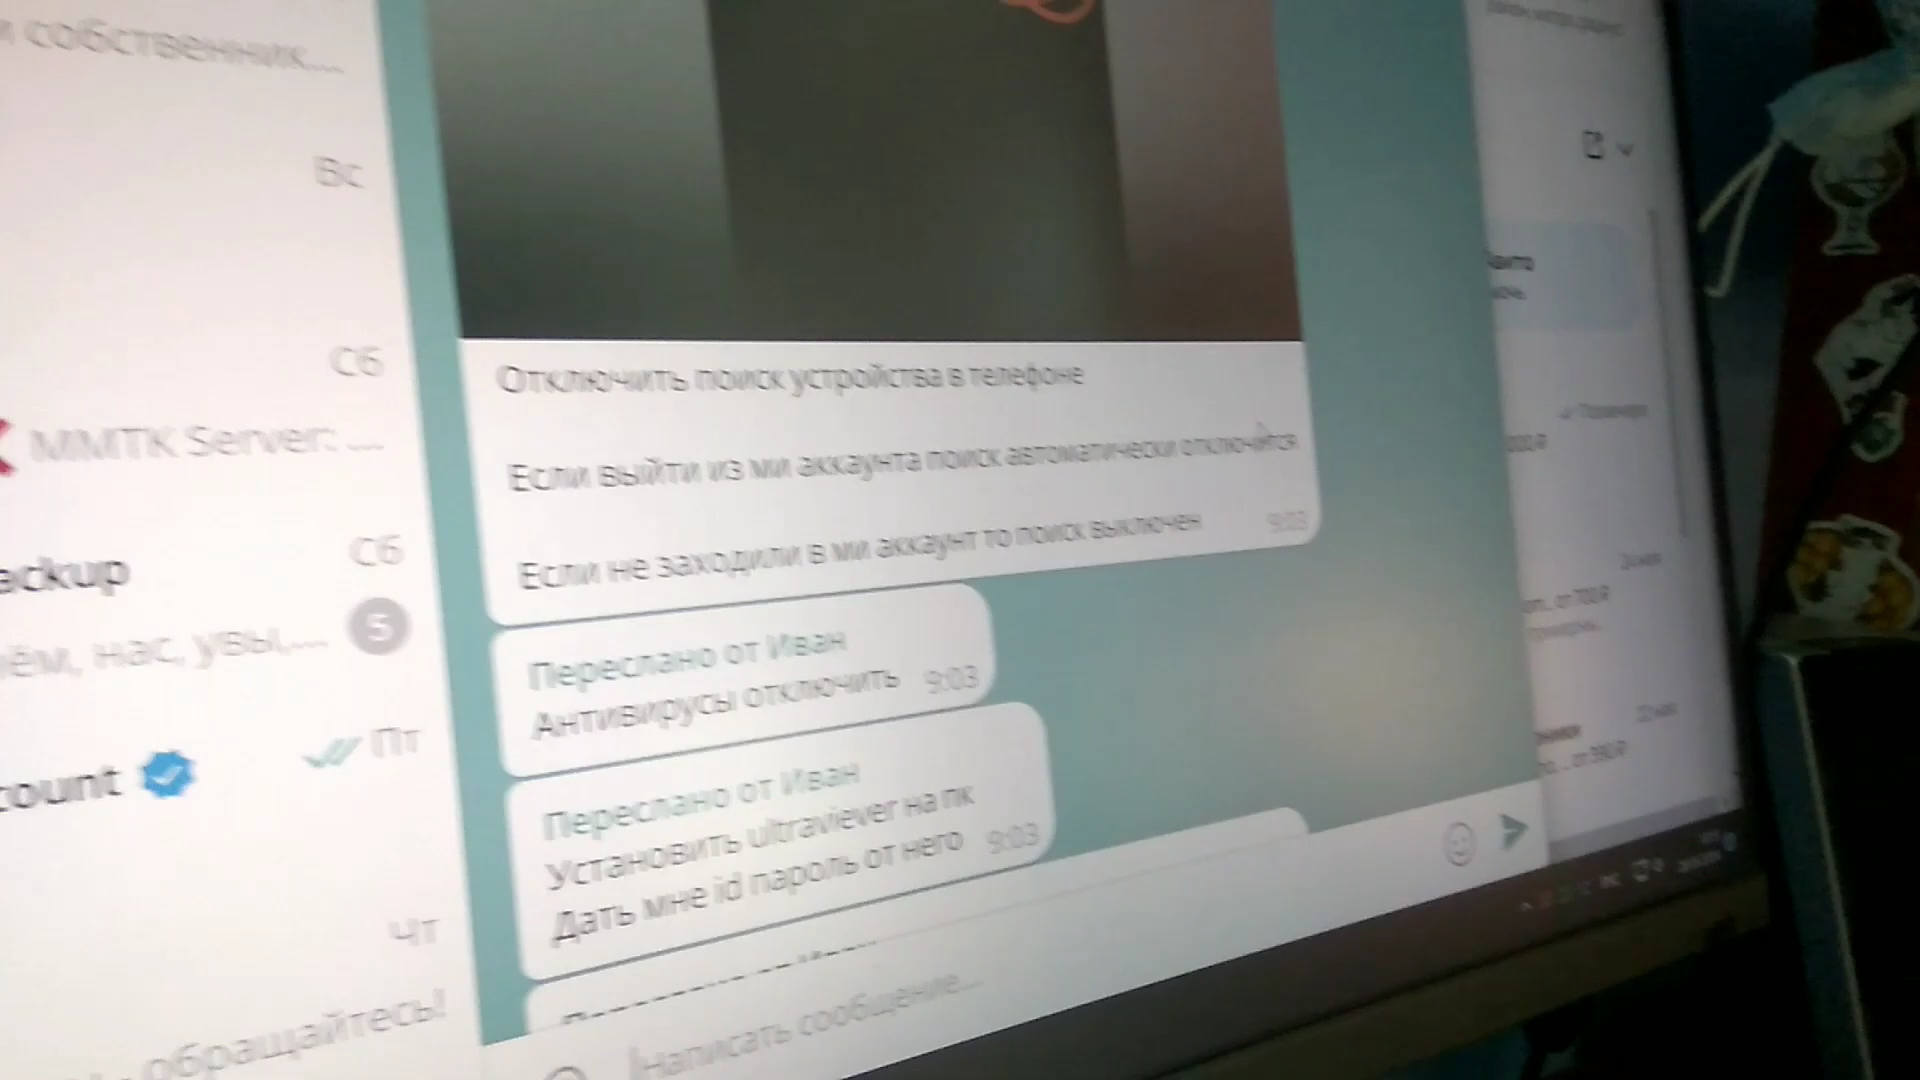 собственник....
Вс
Сб
ММТК Server: ...
ackup
Сб
ём, нас, увы,...
5
count
Пт
Чт
обращайтесь!
Отключить поиск устройства в телефоне
Если выйти из ми аккаунта поиск автоматически отключится
Если не заходили в ми аккаунт то поиск выключен
9:03
Переслано от Иван
Антивирусы отключить
9:03
Переслано от Иван
Установить ultraviever на пк
Дать мне id пароль от него
9:03
Написать сообщение...